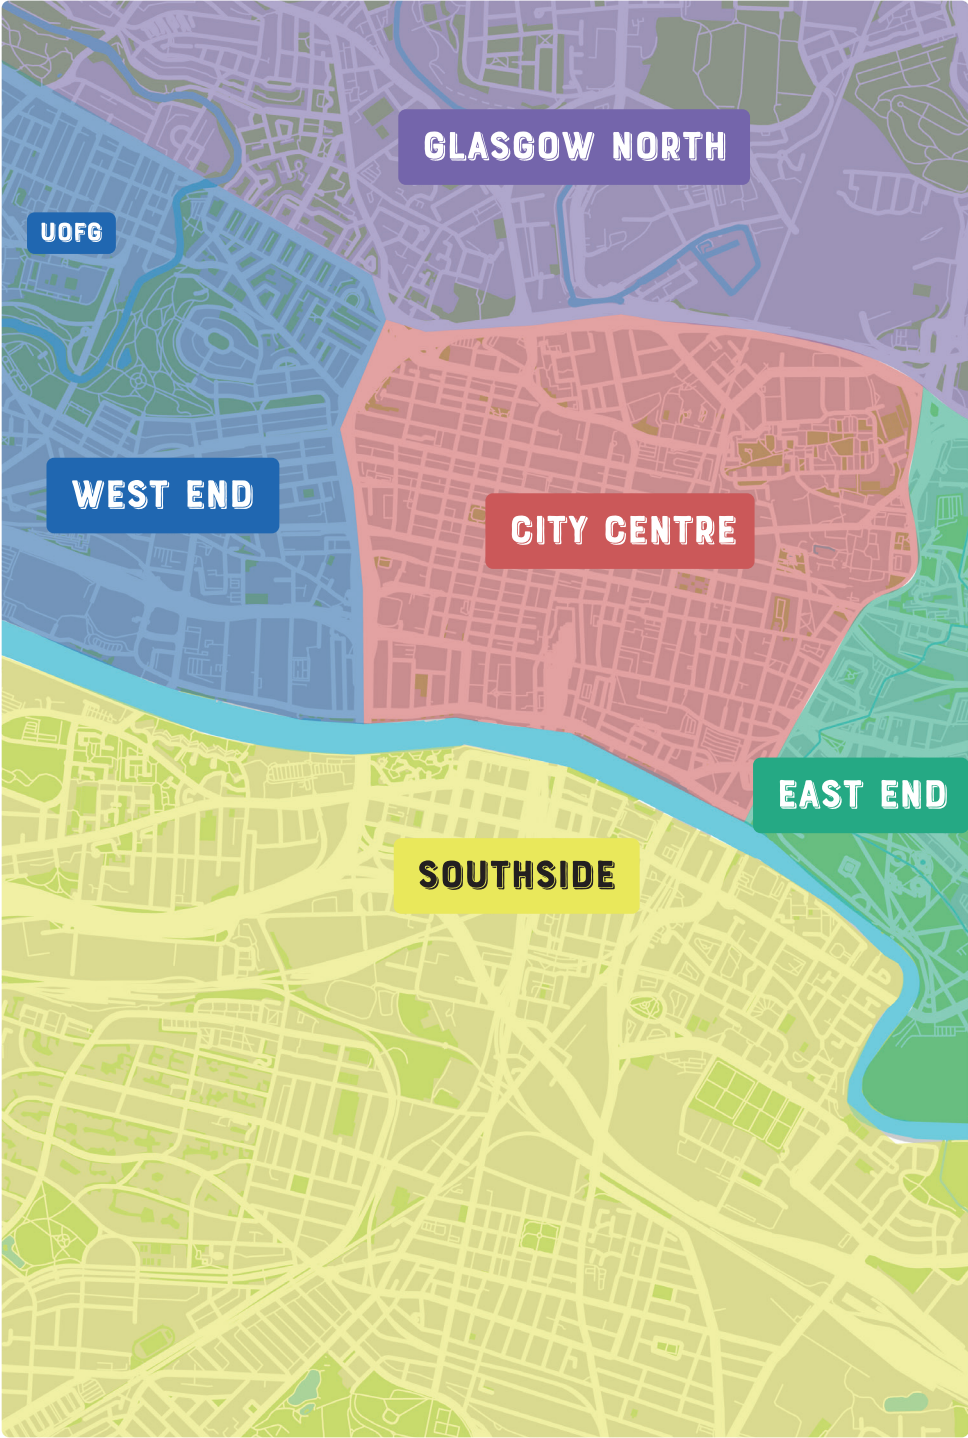 GLASGOW NORTH
UOFG
WEST END
CITY CENTRE
EAST END
SOUTHSIDE